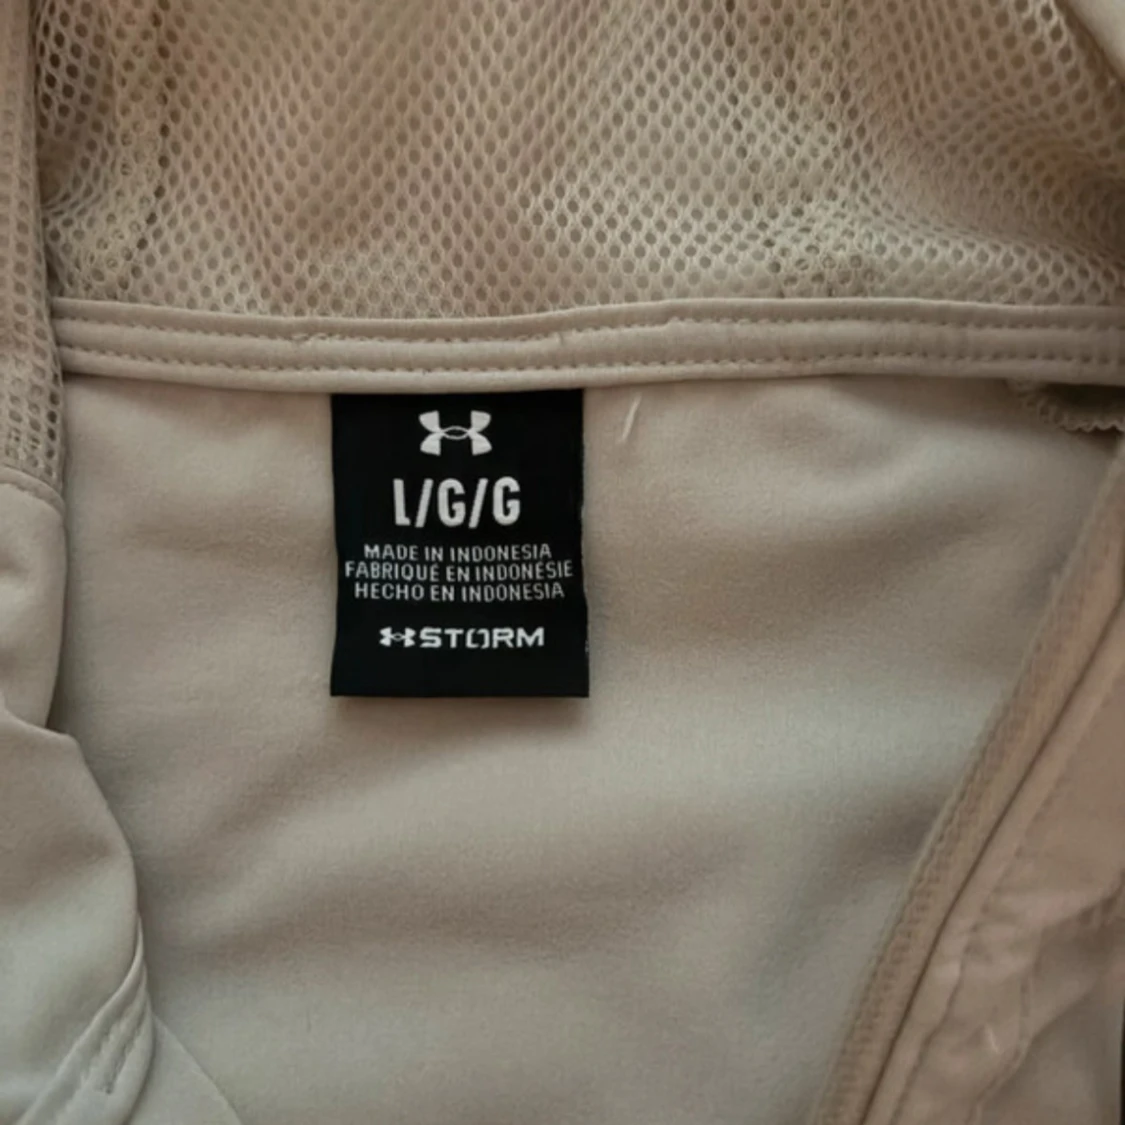 L/G/G
MADE IN INDONESIA
FABRIQUÉ EN INDONÉSIE
HECHO EN INDONESIA
STORM